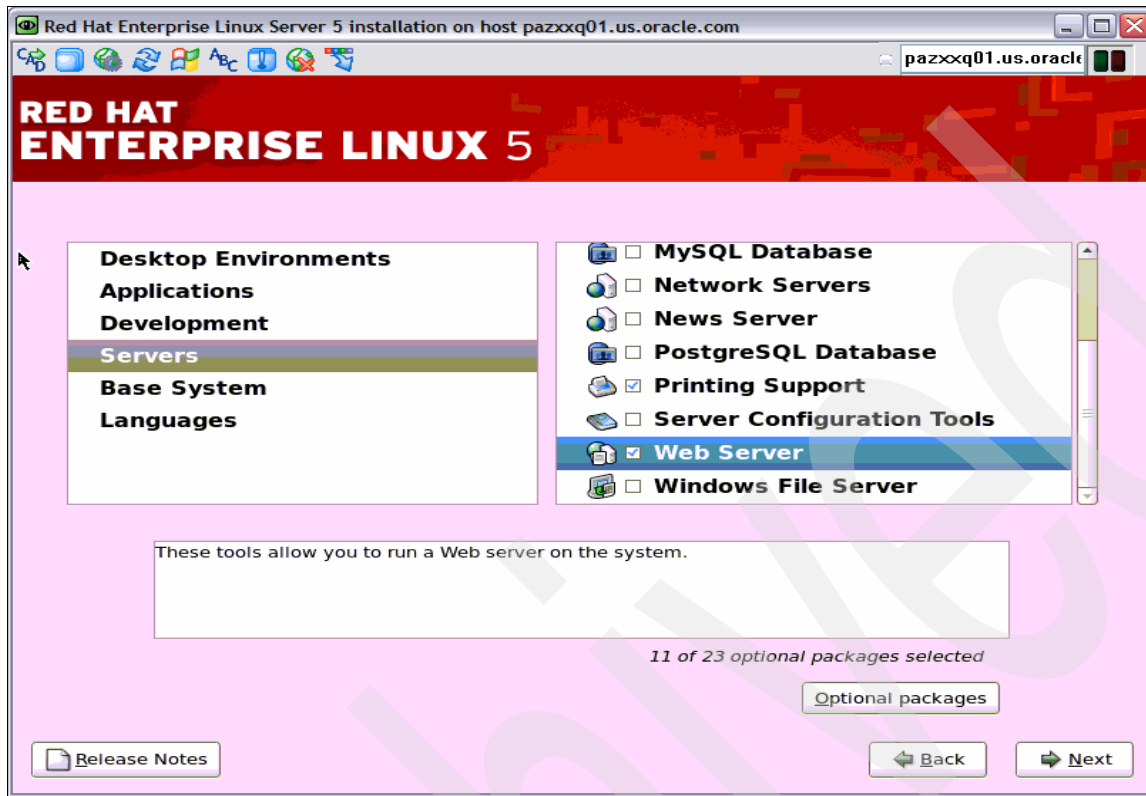 Red Hat Enterprise Linux Server 5 installation on host pazxxq01.us.oracle.com
pazxxq01.us.oracle
RED HAT
ENTERPRISE LINUX 5
Desktop Environments
Applications
Development
Servers
Base System
Languages
MySQL Database
Network Servers
News Server
PostgreSQL Database
Printing Support
Server Configuration Tools
Web Server
Windows File Server
These tools allow you to run a Web server on the system.
11 of 23 optional packages selected
Optional packages
Release Notes
Back
Next